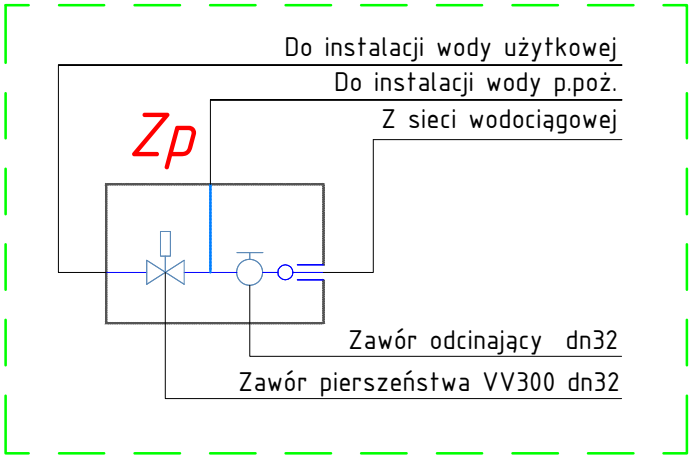 Do instalacji wody użytkowej
Do instalacji wody p.poż.
Z sieci wodociągowej
Zp
Zawór odcinający dn32
Zawór pierszeństwa VV300 dn32